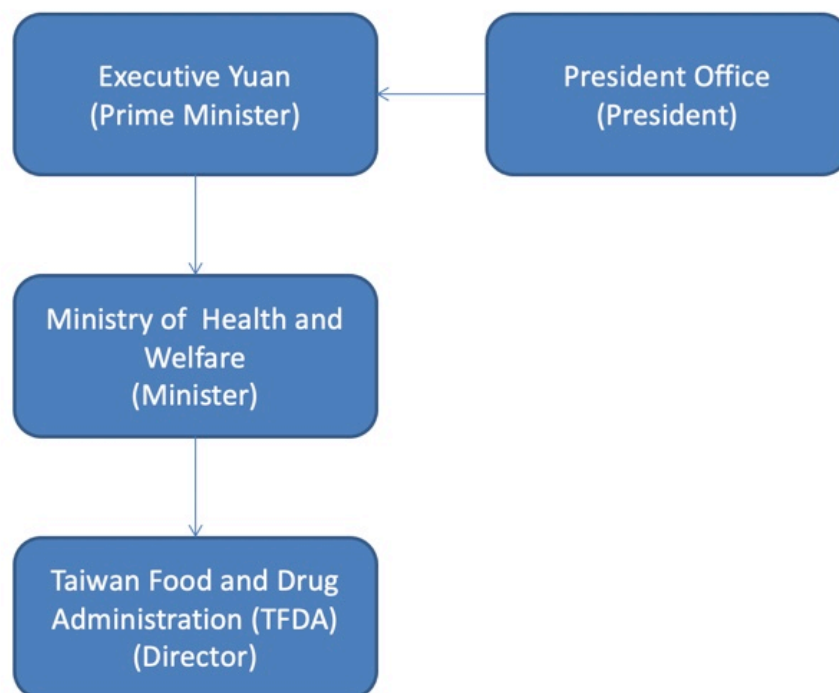 Executive Yuan
(Prime Minister)
President Office
(President)
Ministry of  Health and
Welfare
(Minister)
Taiwan Food and Drug
Administration (TFDA)
(Director)